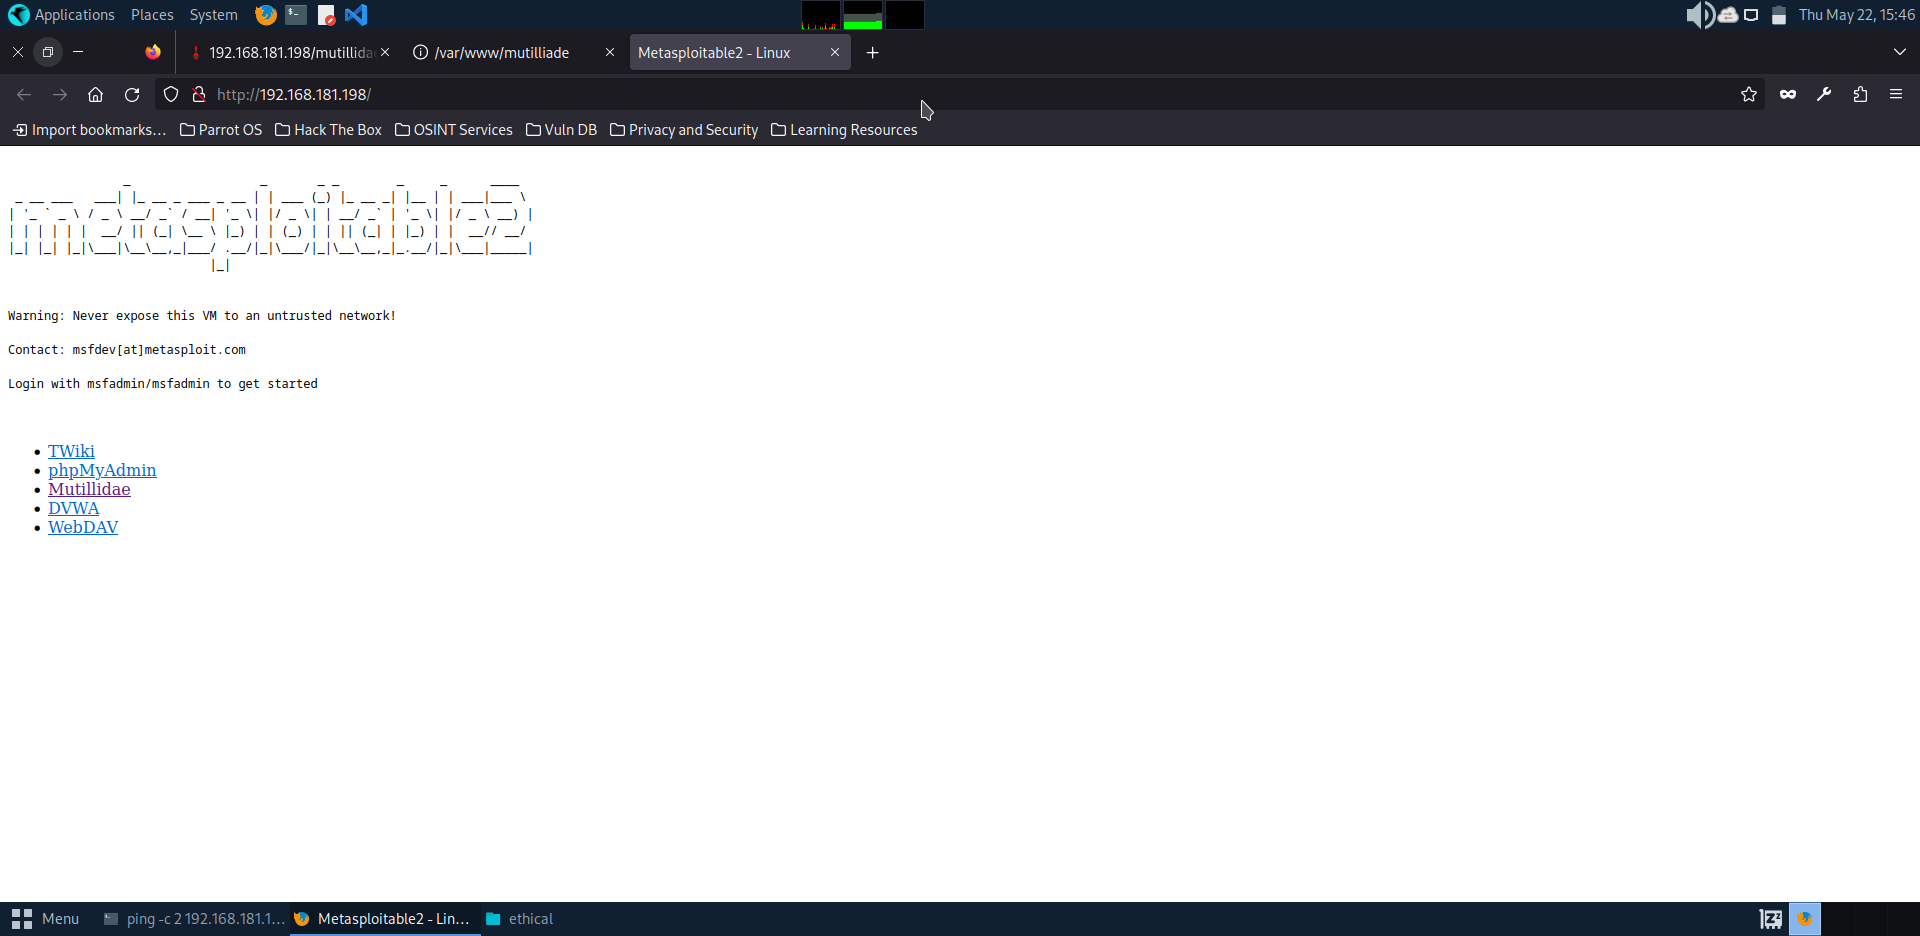 Applications Places System Thu May 22, 15:46
192.168.181.198/mutillidae /var/www/mutilliade Metasploitable2 - Linux
http://192.168.181.198/
Import bookmarks... Parrot OS Hack The Box OSINT Services Vuln DB Privacy and Security Learning Resources
metasploitable2
Warning: Never expose this VM to an untrusted network!
Contact: msfdev[at]metasploit.com
Login with msfadmin/msfadmin to get started
TWiki
phpMyAdmin
Mutillidae
DVWA
WebDAV
Menu ping -c 2 192.168.181.1... Metasploitable2 - Lin... ethical